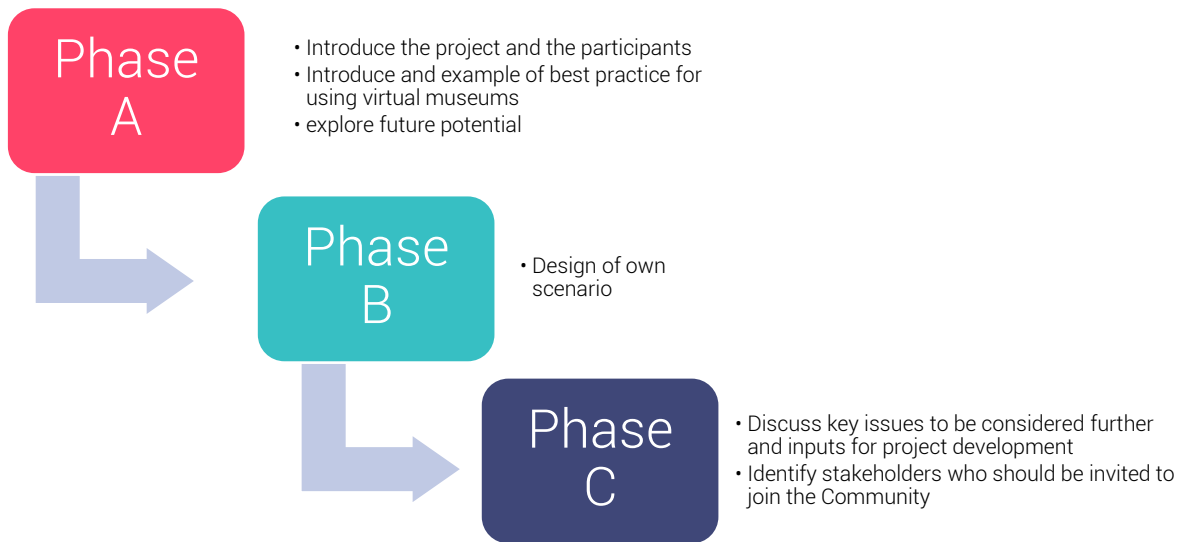 Phase
A
• Introduce the project and the participants
• Introduce and example of best practice for
using virtual museums
• explore future potential
Phase
B
• Design of own
scenario
Phase
C
• Discuss key issues to be considered further
and inputs for project development
• Identify stakeholders who should be invited to
join the Community